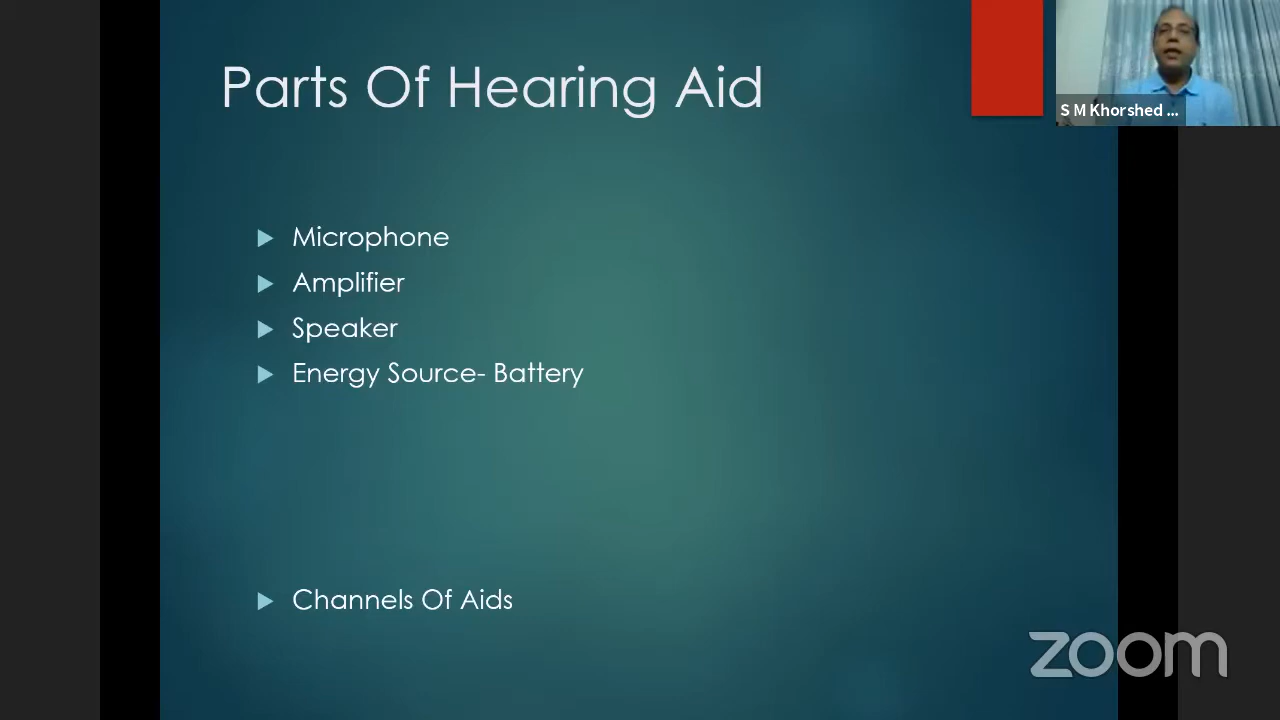 Parts Of Hearing Aid
S M Khorshed ...
Microphone
Amplifier
Speaker
Energy Source- Battery
Channels Of Aids
zoom